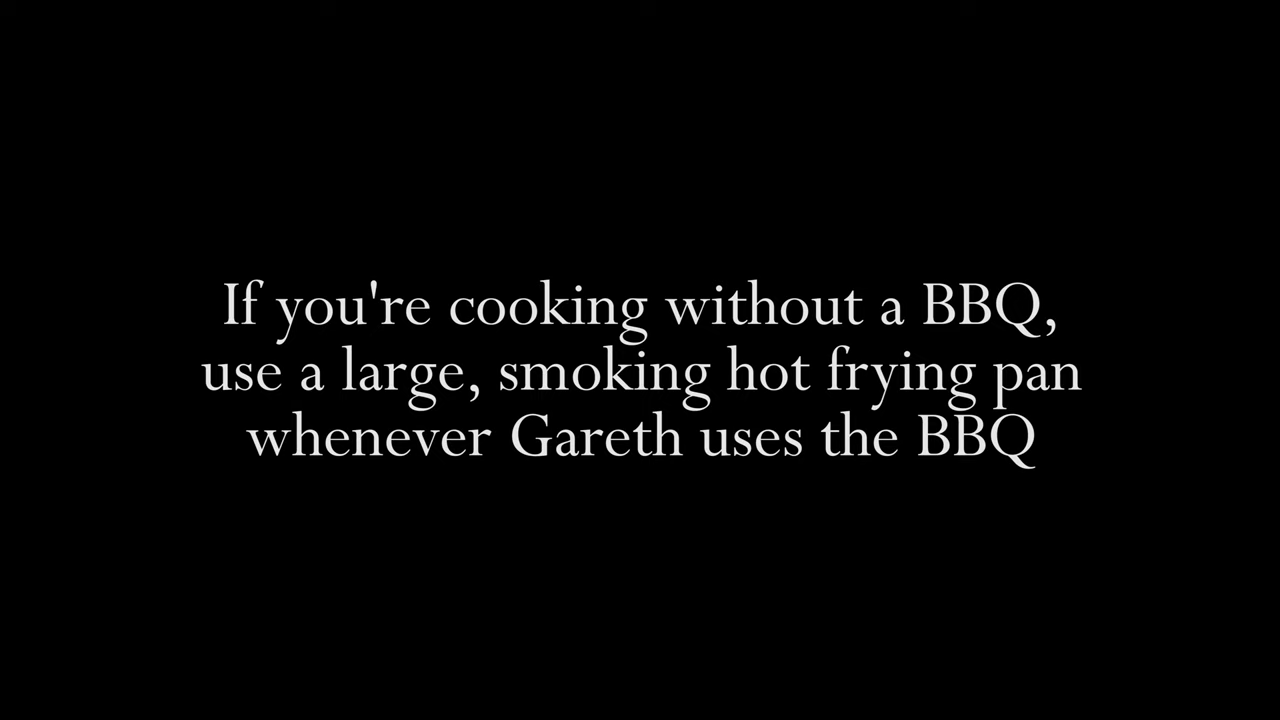 If you're cooking without a BBQ,
use a large, smoking hot frying pan
whenever Gareth uses the BBQ